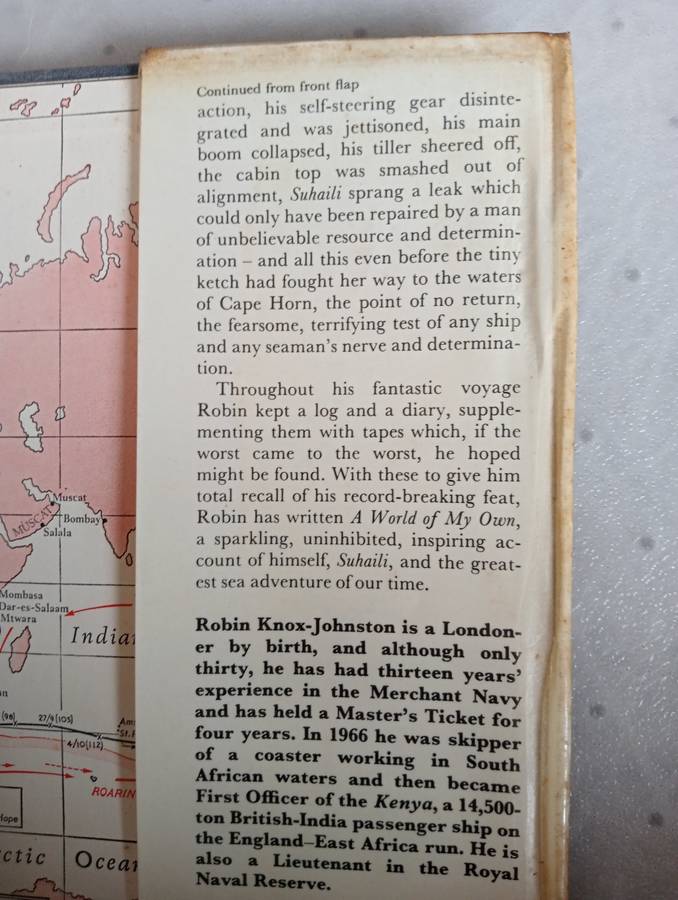 Continued from front flap
action, his self-steering gear disinte-
grated and was jettisoned, his main
boom collapsed, his tiller sheered off,
the cabin top was smashed out of
alignment, Suhaili sprang a leak which
could only have been repaired by a man
of unbelievable resource and determin-
ation – and all this even before the tiny
ketch had fought her way to the waters
of Cape Horn, the point of no return,
the fearsome, terrifying test of any ship
and any seaman's nerve and determina-
tion.
Throughout his fantastic voyage
Robin kept a log and a diary, supple-
menting them with tapes which, if the
worst came to the worst, he hoped
might be found. With these to give him
total recall of his record-breaking feat,
Robin has written A World of My Own,
a sparkling, uninhibited, inspiring ac-
count of himself, Suhaili, and the great-
est sea adventure of our time.
Robin Knox-Johnston is a London-
er by birth, and although only
thirty, he has had thirteen years'
experience in the Merchant Navy
and has held a Master's Ticket for
four years. In 1966 he was skipper
of a coaster working in South
African waters and then became
First Officer of the Kenya, a 14,500-
ton British-India passenger ship on
the England–East Africa run. He is
also a Lieutenant in the Royal
Naval Reserve.
Muscat
MUSCAT
Bombay
Salala
Mombasa
Dar-es-Salaam
Mtwara
India
(98)
27/9(105)
Am
St. P
4/10(112)
ROARIN
Hope
ctic Ocea